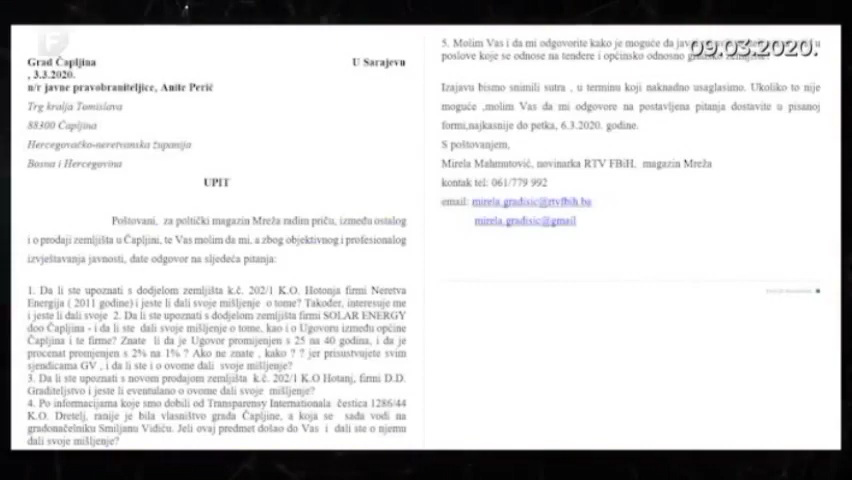 Grad Čapljina U Sarajevu
, 3.3.2020.
n/r javne pravobraniteljice, Anite Perić
Trg kralja Tomislava
88300 Čapljina
Hercegovačko-neretvanska županija
Bosna i Hercegovina
UPIT
Poštovani, za poltički magazin Mreža radim priču, između ostalog
i o prodaji zemljišta u Čapljini, te Vas molim da mi, a zbog objektivnog i profesionalog
izvještavanja javnosti, date odgovor na sljedeća pitanja:
1. Da li ste upoznati s dodjelom zemljišta k.č. 202/1 K.O. Hotonja firmi Neretva
Energija ( 2011 godine) i jeste li dali svoje mišljenje o tome? Također, interesuje me
i jeste li dali svoje 2. Da li ste upoznati s dodjelom zemljišta firmi SOLAR ENERGY
doo Čapljina - i da li ste dali svoje mišljenje o tome, kao i o Ugovoru između općine
Čapljina i te firme? Znate li da je Ugovor promijenjen s 25 na 40 godina, i da je
procenat promjenjen s 2% na 1% ? Ako ne znate , kako ? ? jer prisustvujete svim
sjendicama GV , i da li ste i o ovome dali svoje mišljenje?
3. Da li ste upoznati s novom prodajom zemljišta k.č. 202/1 K.O Hotanj, firmi D.D.
Graditeljstvo i jeste li eventulano o ovome dali svoje mišljenje?
4. Po informacijama koje smo dobili od Transparensy Internationala čestica 1286/44
K.O. Dretelj, ranije je bila vlasništvo grada Čapljine, a koja se sada vodi na
gradonačelniku Smiljanu Vidiću. Jeli ovaj predmet došao do Vas i dali ste o njemu
dali svoje mišljenje?
5. Molim Vas i da mi odgovorite kako je moguće da jav u
09.03.2020.
poslove koje se odnose na tendere i općinsko odnosno
Izajavu bismo snimili sutra , u terminu koji naknadno usaglasimo. Ukoliko to nije
moguće ,molim Vas da mi odgovore na postavljena pitanja dostavite u pisanoj
formi,najkasnije do petka, 6.3.2020. godine.
S poštovanjem,
Mirela Mahmutović, novinarka RTV FBiH, magazin Mreža
kontak tel: 061/779 992
email: mirela.gradisic@rtvfbih.ba
mirela.gradisic@gmail